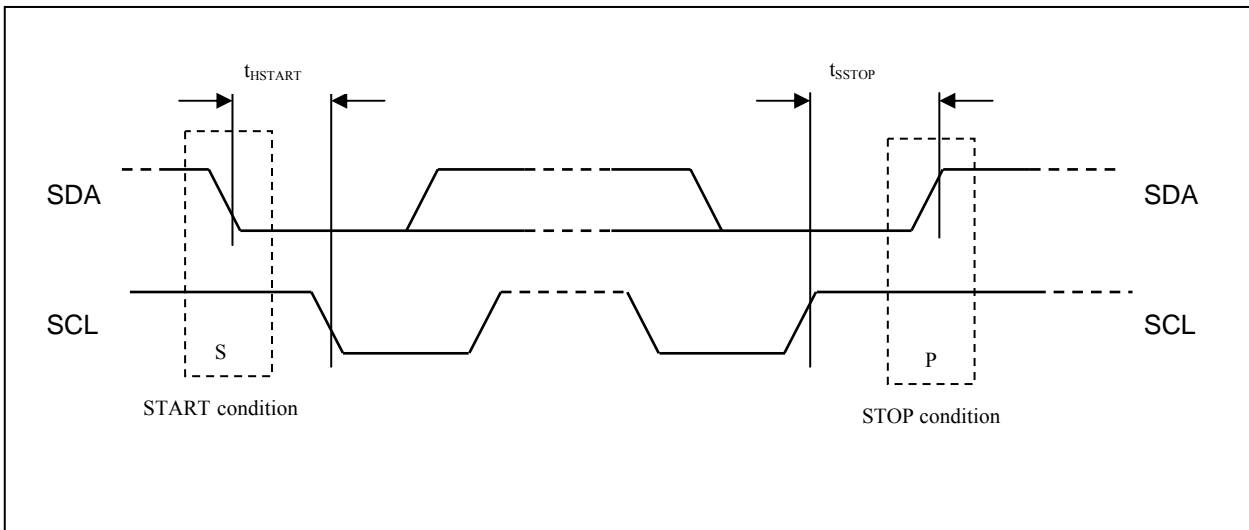 tHSTART
tSSTOP
SDA
SDA
SCL
SCL
S
P
START condition
STOP condition